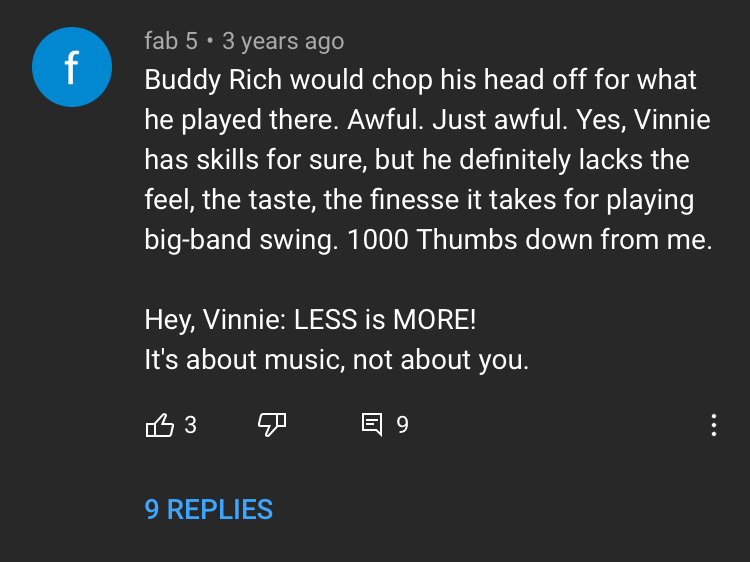 f
fab 5 • 3 years ago
Buddy Rich would chop his head off for what
he played there. Awful. Just awful. Yes, Vinnie
has skills for sure, but he definitely lacks the
feel, the taste, the finesse it takes for playing
big-band swing. 1000 Thumbs down from me.
Hey, Vinnie: LESS is MORE!
It's about music, not about you.
3 9
9 REPLIES